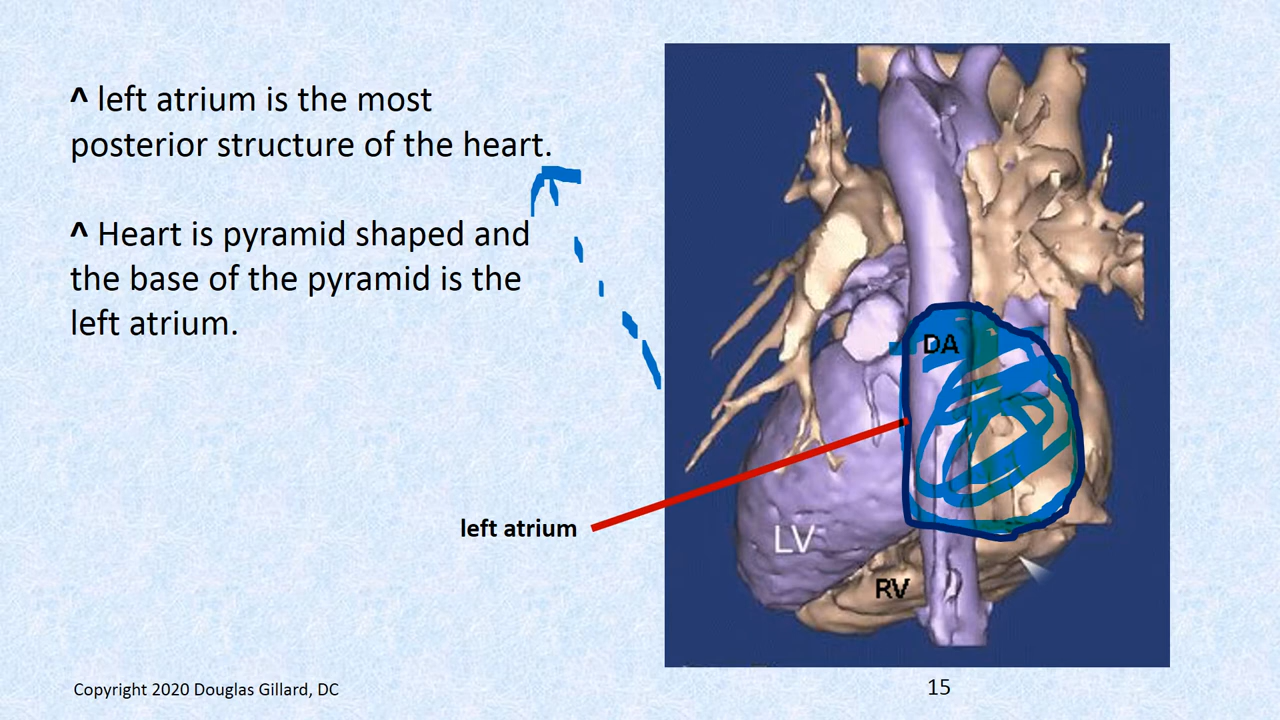 ^ left atrium is the most
posterior structure of the heart.
^ Heart is pyramid shaped and
the base of the pyramid is the
left atrium.
DA
left atrium
LV
RV
Copyright 2020 Douglas Gillard, DC
15